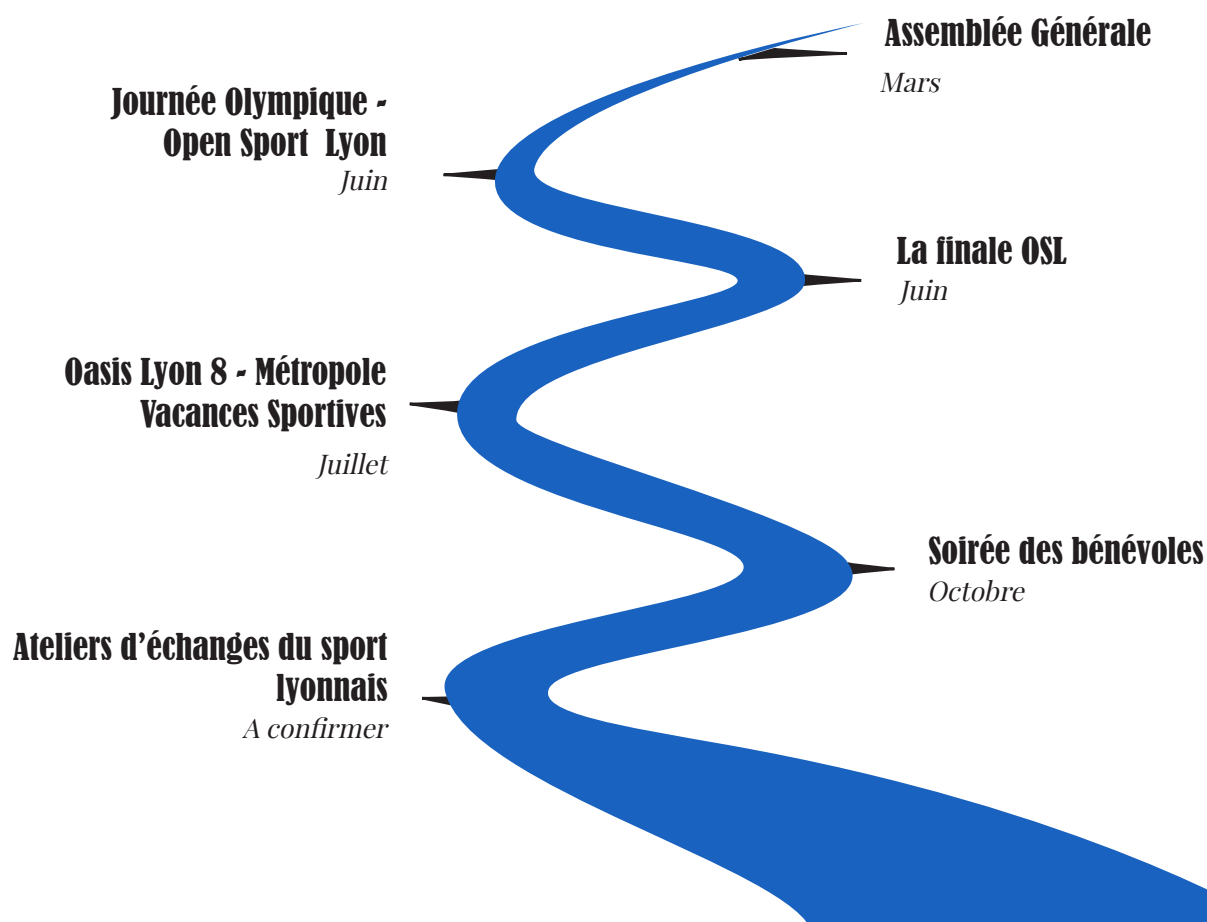 Assemblée Générale
Mars
Journée Olympique -
Open Sport Lyon
Juin
La finale OSL
Juin
Oasis Lyon 8 - Métropole
Vacances Sportives
Juillet
Soirée des bénévoles
Octobre
Ateliers d’échanges du sport
lyonnais
A confirmer